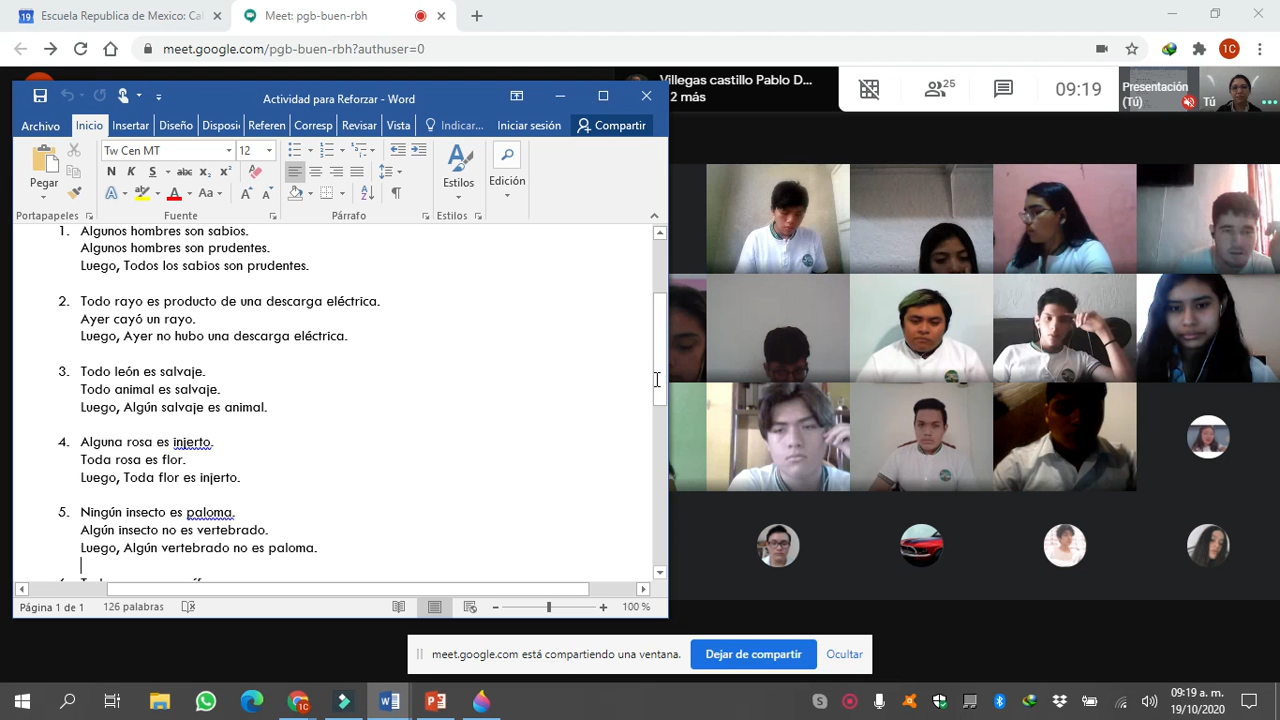 Escuela Republica de Mexico: Cal
Meet: pgb-buen-rbh
meet.google.com/pgb-buen-rbh?authuser=0
1C
Villegas castillo Pablo D...
y 2 más
25
09:19
Presentación
(Tú)
Tú
Actividad para Reforzar - Word
Archivo
Inicio
Insertar
Diseño
Disposi
Referen
Corresp
Revisar
Vista
Indicar...
Iniciar sesión
Compartir
Pegar
Tw Cen MT
12
N K S abc x₂ x²
Aa
Estilos
Edición
Portapapeles
Fuente
Párrafo
Estilos
1. Algunos hombres son sabios.
Algunos hombres son prudentes.
Luego, Todos los sabios son prudentes.
2. Todo rayo es producto de una descarga eléctrica.
Ayer cayó un rayo.
Luego, Ayer no hubo una descarga eléctrica.
3. Todo león es salvaje.
Todo animal es salvaje.
Luego, Algún salvaje es animal.
4. Alguna rosa es injerto.
Toda rosa es flor.
Luego, Toda flor es injerto.
5. Ningún insecto es paloma.
Algún insecto no es vertebrado.
Luego, Algún vertebrado no es paloma.
Página 1 de 1
126 palabras
100 %
meet.google.com está compartiendo una ventana.
Dejar de compartir
Ocultar
09:19 a. m.
19/10/2020